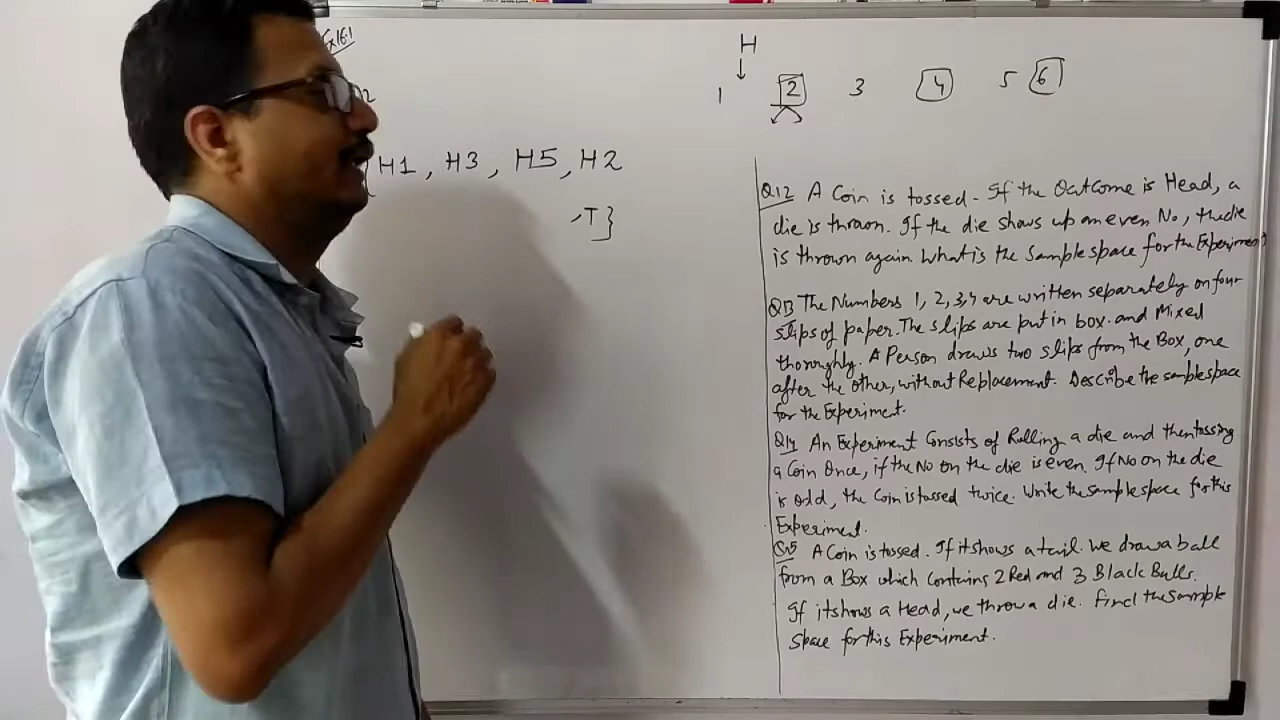 Ex 16.1
H
1 2 3 4 5 6
{H1, H3, H5, H2
, T}
Q12 A Coin is tossed. If the Outcome is Head, a
die is thrown. If the die shows up an even No, the die
is thrown again. What is the Sample space for the Experiment
Q13 The Numbers 1, 2, 3, 4 are written separately on four
slips of paper. The slips are put in box and Mixed
thoroughly. A Person draws two slips from the Box, one
after the other, without Replacement. Describe the sample space
for the Experiment.
Q14 An Experiment Consists of Rolling a die and then tossing
a Coin Once, if the No on the die is even. If No on the die
is odd, the Coin is tossed twice. Write the sample space for this
Experiment.
Q15 A Coin is tossed. If it shows a tail. We draw a ball
from a Box which Contains 2 Red and 3 Black Balls.
If it shows a Head, we throw a die. Find the Sample
Space for this Experiment.